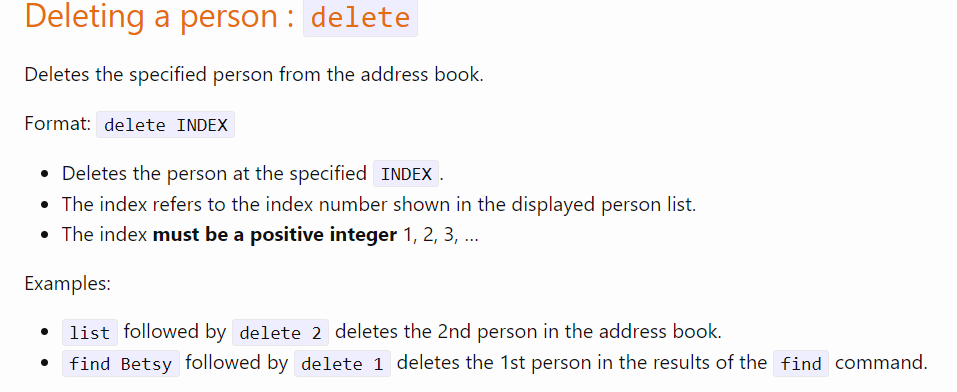 Deleting a person : delete
Deletes the specified person from the address book.
Format: delete INDEX
Deletes the person at the specified INDEX.
The index refers to the index number shown in the displayed person list.
The index must be a positive integer 1, 2, 3, …
Examples:
list followed by delete 2 deletes the 2nd person in the address book.
find Betsy followed by delete 1 deletes the 1st person in the results of the find command.